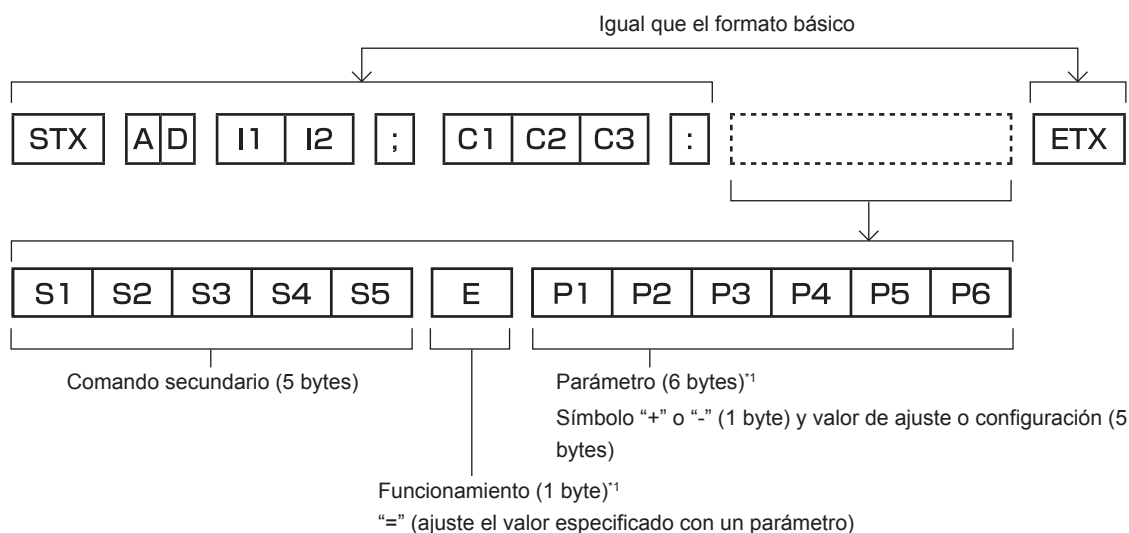 Igual que el formato básico
STX A D I1 I2 ; C1 C2 C3 : ETX
S1 S2 S3 S4 S5 E P1 P2 P3 P4 P5 P6
Comando secundario (5 bytes)
Parámetro (6 bytes)*1
Símbolo “+” o “-” (1 byte) y valor de ajuste o configuración (5
bytes)
Funcionamiento (1 byte)*1
“=” (ajuste el valor especificado con un parámetro)